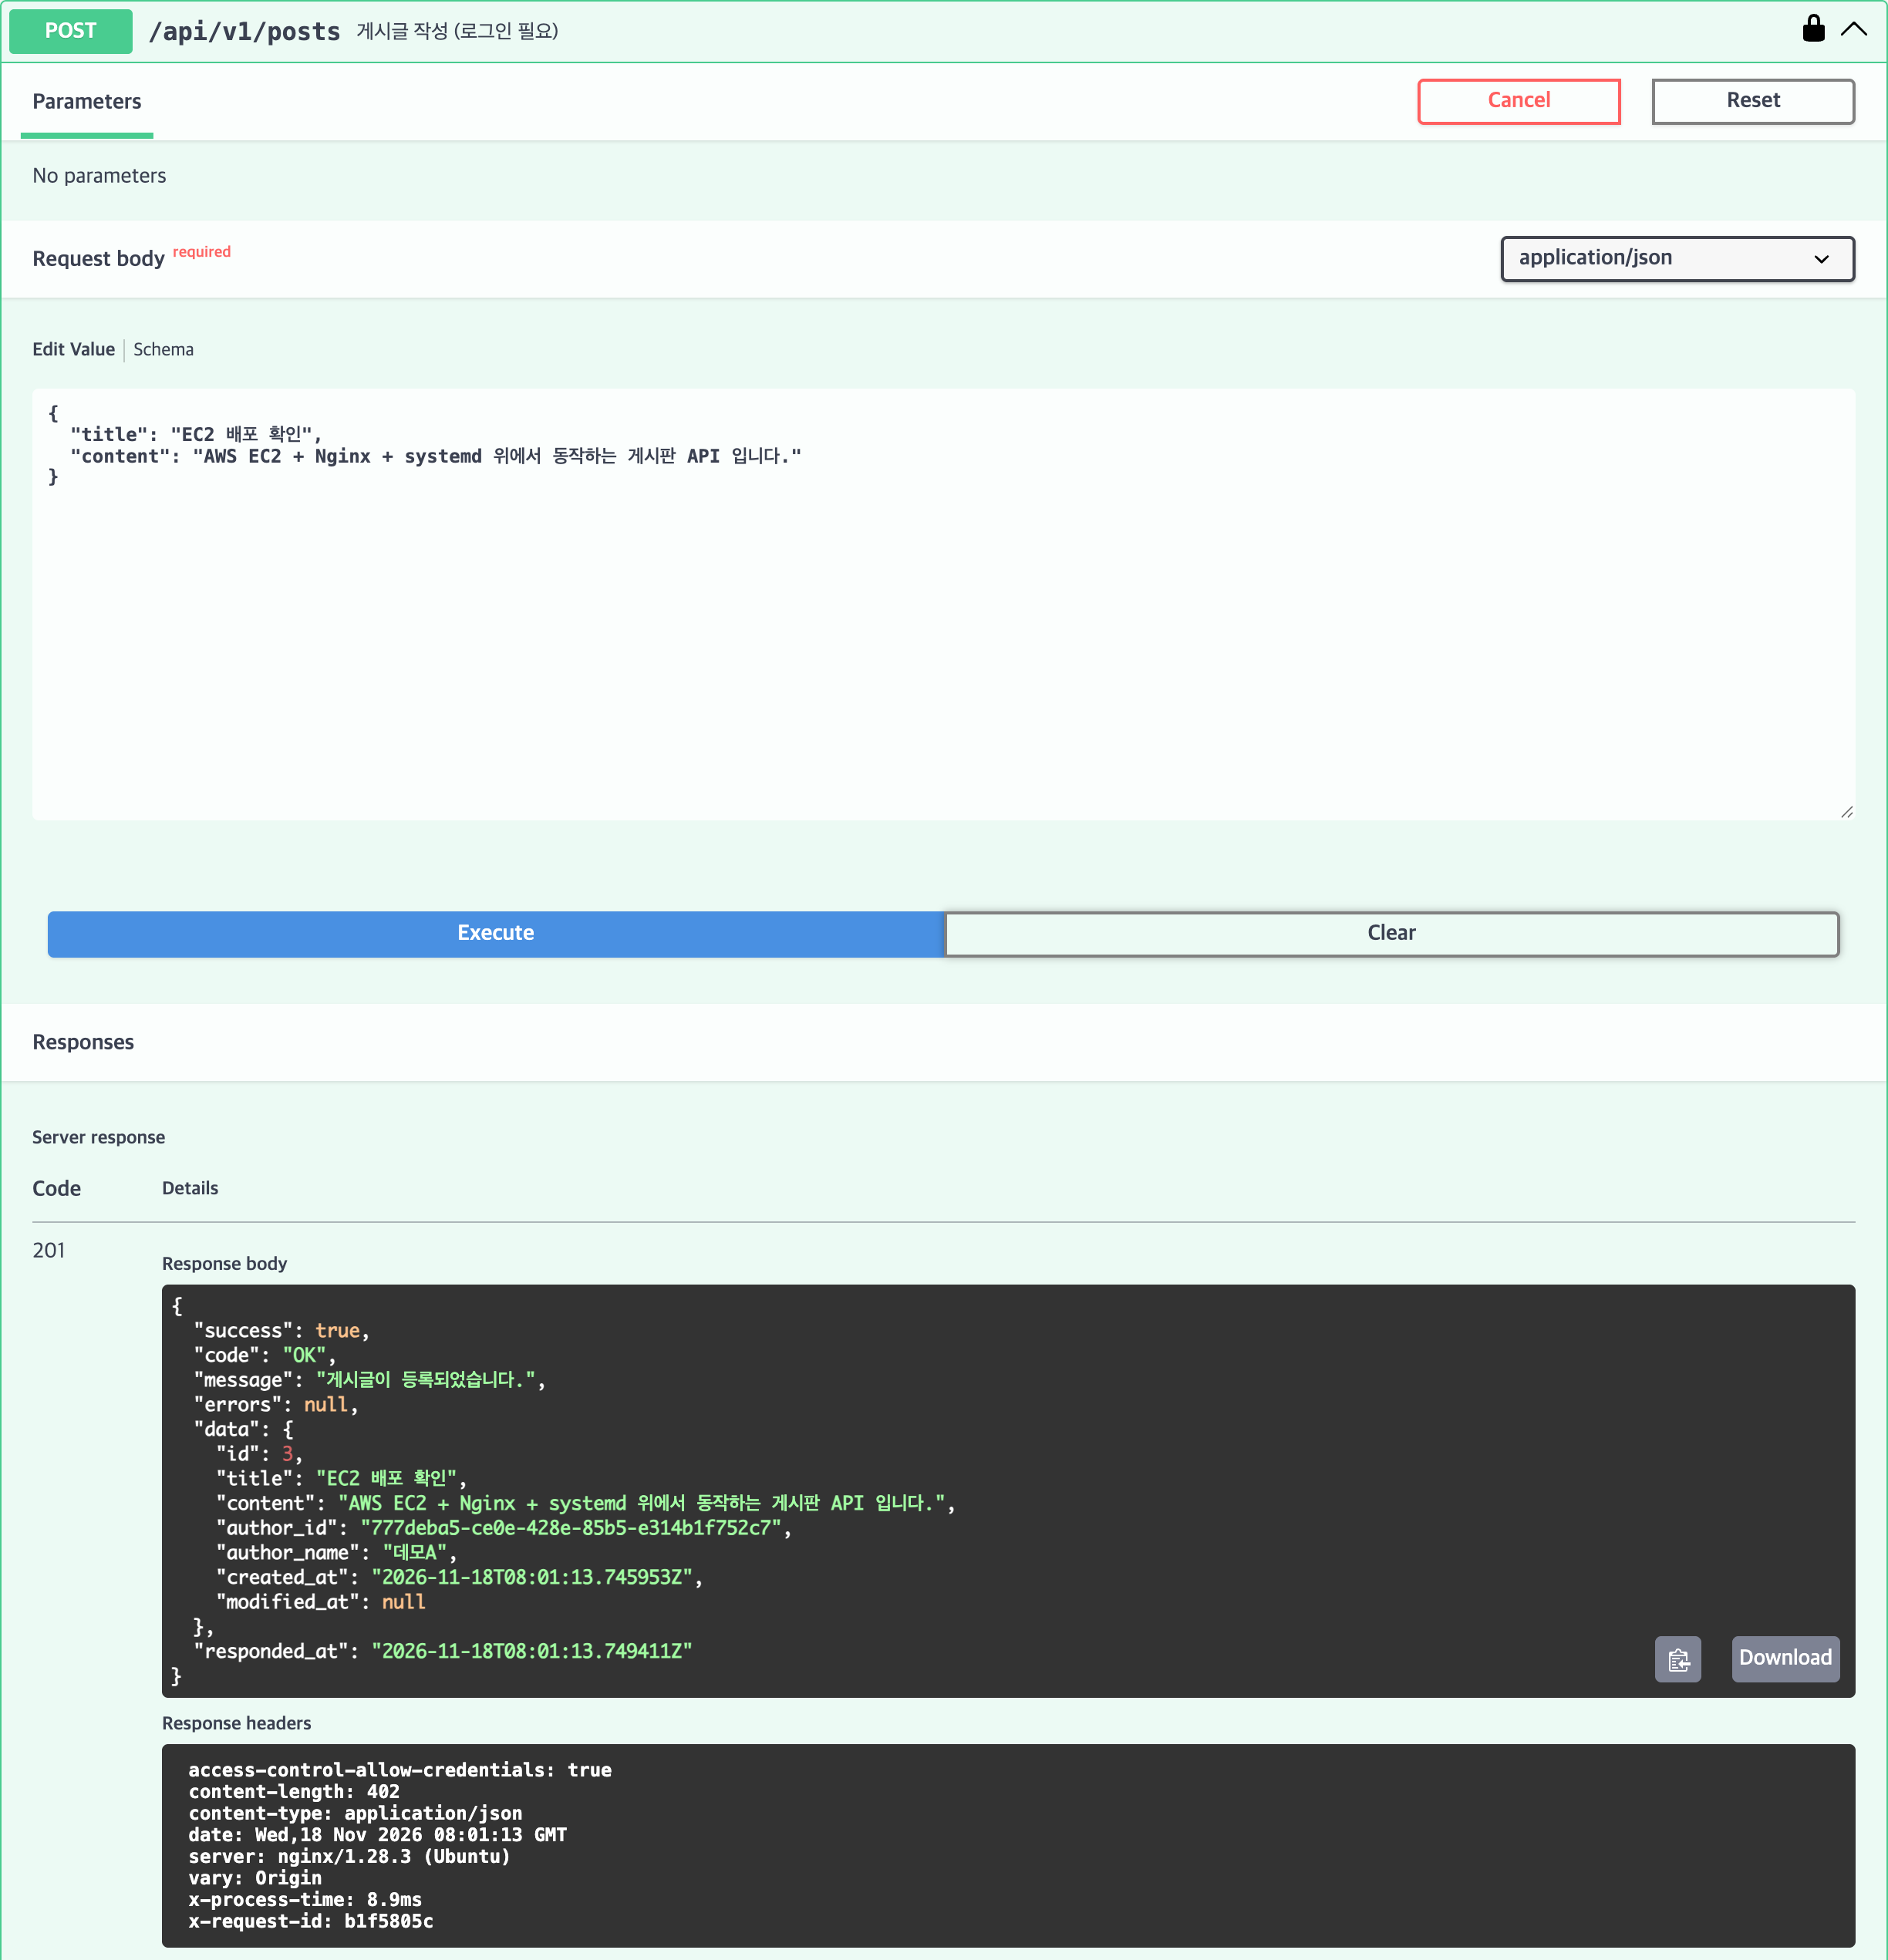 POST /api/v1/posts 게시글 작성 (로그인 필요)
Parameters
Cancel
Reset
No parameters
Request body required
application/json
Edit Value
Schema
{
  "title": "EC2 배포 확인",
  "content": "AWS EC2 + Nginx + systemd 위에서 동작하는 게시판 API 입니다."
}
Execute
Clear
Responses
Server response
Code
Details
201
Response body
{
  "success": true,
  "code": "OK",
  "message": "게시글이 등록되었습니다.",
  "errors": null,
  "data": {
    "id": 3,
    "title": "EC2 배포 확인",
    "content": "AWS EC2 + Nginx + systemd 위에서 동작하는 게시판 API 입니다.",
    "author_id": "777deba5-ce0e-428e-85b5-e314b1f752c7",
    "author_name": "데모A",
    "created_at": "2026-11-18T08:01:13.745953Z",
    "modified_at": null
  },
  "responded_at": "2026-11-18T08:01:13.749411Z"
}
Download
Response headers
access-control-allow-credentials: true
content-length: 402
content-type: application/json
date: Wed,18 Nov 2026 08:01:13 GMT
server: nginx/1.28.3 (Ubuntu)
vary: Origin
x-process-time: 8.9ms
x-request-id: b1f5805c